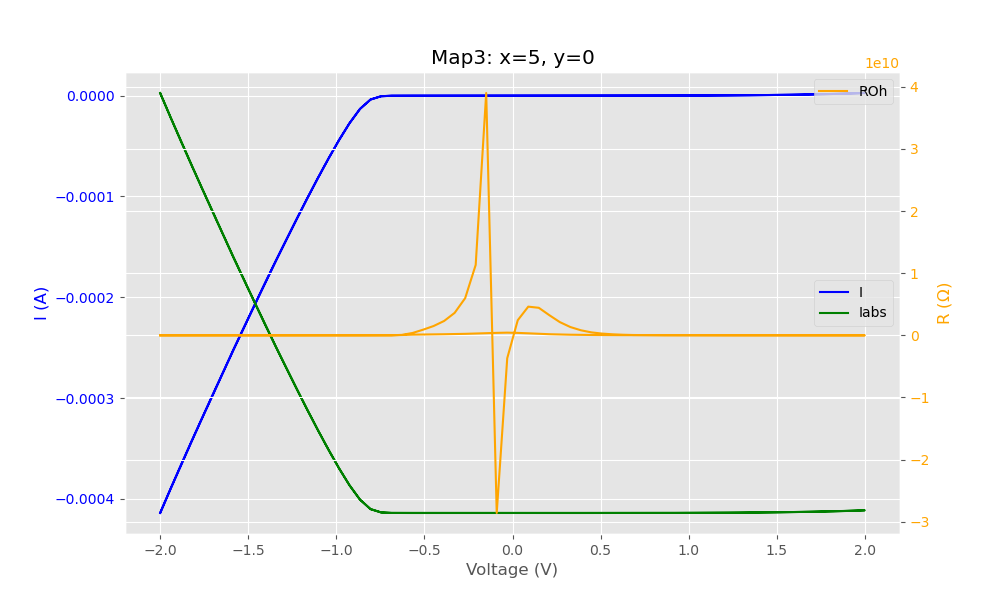 Map3: x=5, y=0
1e10
0.0000
−0.0001
−0.0002
−0.0003
−0.0004
I (A)
ROh
I
Iabs
4
3
2
1
0
−1
−2
−3
R (Ω)
−2.0 −1.5 −1.0 −0.5 0.0 0.5 1.0 1.5 2.0
Voltage (V)